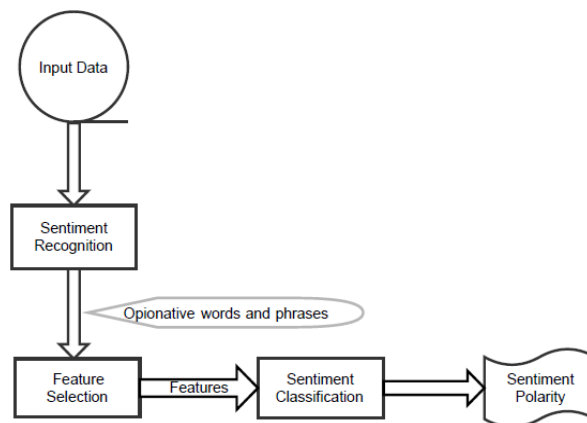 Input Data
Sentiment
Recognition
Opionative words and phrases
Feature
Selection
Features
Sentiment
Classification
Sentiment
Polarity